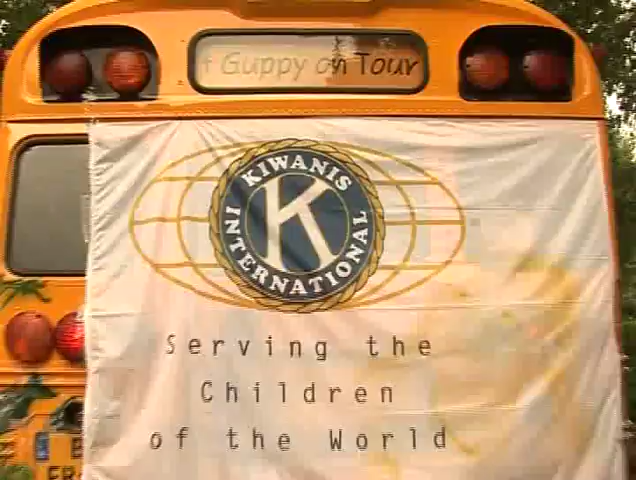 Guppy on Tour
KIWANIS
INTERNATIONAL
K
Serving the
Children
of the World